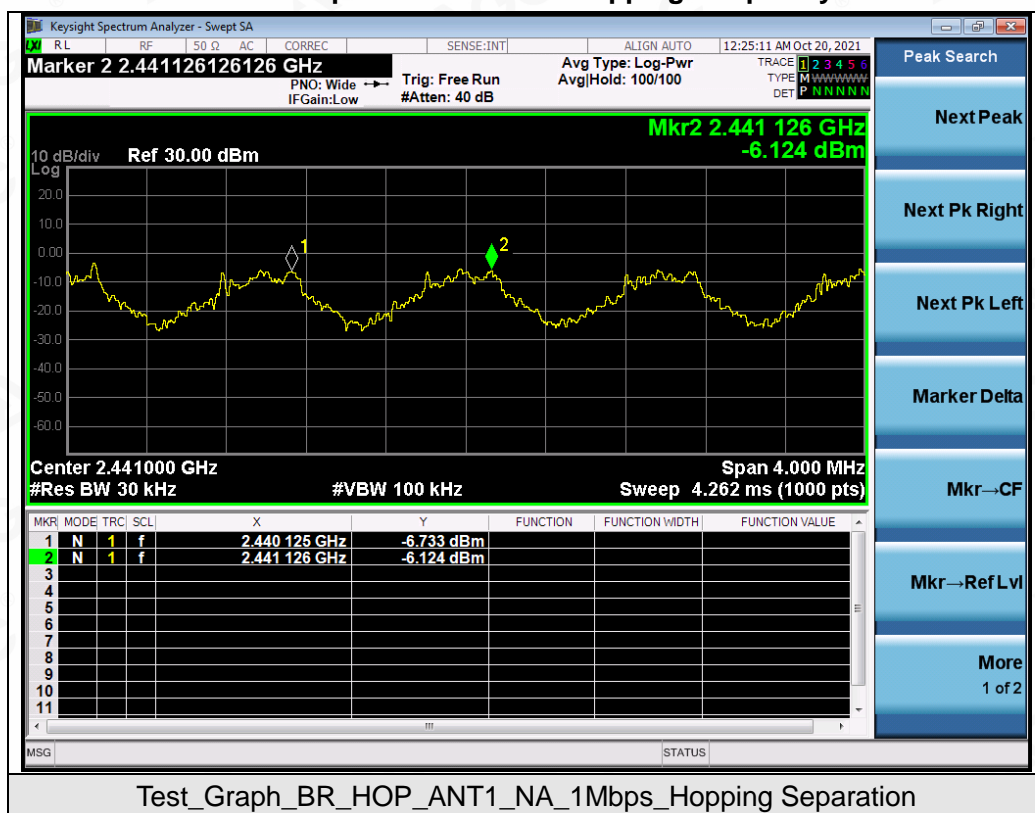 Keysight Spectrum Analyzer - Swept SA
RL RF 50 Ω AC CORREC SENSE:INT ALIGN AUTO 12:25:11 AM Oct 20, 2021
Marker 2 2.441126126126 GHz
PNO: Wide
IFGain:Low
Trig: Free Run
#Atten: 40 dB
Avg Type: Log-Pwr
Avg|Hold: 100/100
TRACE 1 2 3 4 5 6
TYPE M WWWWW
DET P N N N N N
Mkr2 2.441 126 GHz
-6.124 dBm
10 dB/div Ref 30.00 dBm
Log
20.0
10.0
0.00
-10.0
-20.0
-30.0
-40.0
-50.0
-60.0
1
2
Center 2.441000 GHz Span 4.000 MHz
#Res BW 30 kHz #VBW 100 kHz Sweep 4.262 ms (1000 pts)
MKR MODE TRC SCL X Y FUNCTION FUNCTION WIDTH FUNCTION VALUE
1 N 1 f 2.440 125 GHz -6.733 dBm
2 N 1 f 2.441 126 GHz -6.124 dBm
3
4
5
6
7
8
9
10
11
MSG STATUS
Peak Search
Next Peak
Next Pk Right
Next Pk Left
Marker Delta
Mkr→CF
Mkr→Ref Lvl
More
1 of 2
Test_Graph_BR_HOP_ANT1_NA_1Mbps_Hopping Separation